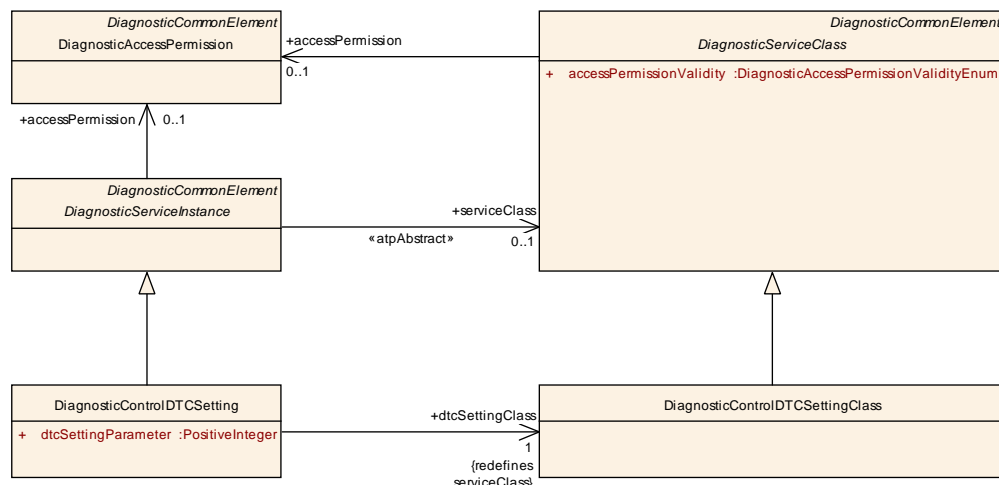 DiagnosticCommonElement
DiagnosticAccessPermission
DiagnosticCommonElement
DiagnosticServiceClass
+ accessPermissionValidity :DiagnosticAccessPermissionValidityEnum
+accessPermission
0..1
+accessPermission
0..1
DiagnosticCommonElement
DiagnosticServiceInstance
+serviceClass
«atpAbstract»
0..1
DiagnosticControlDTCSetting
+ dtcSettingParameter :PositiveInteger
+dtcSettingClass
1
{redefines
serviceClass}
DiagnosticControlDTCSettingClass